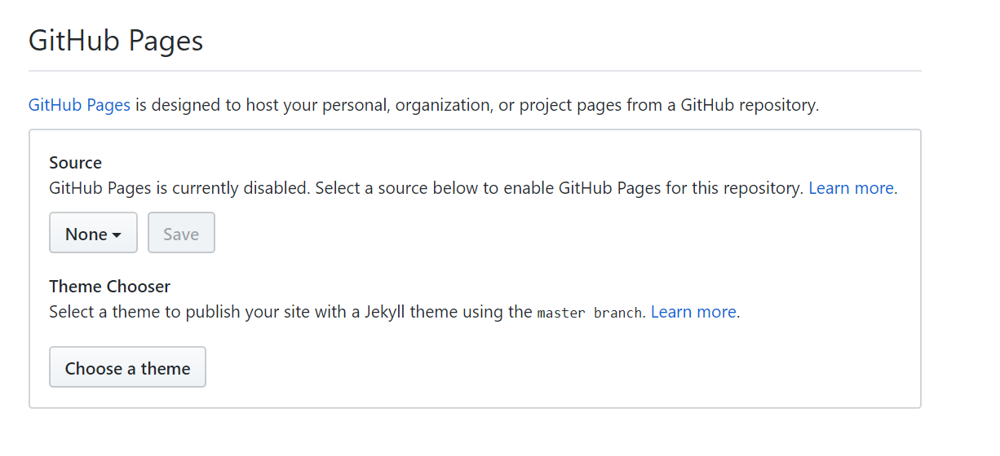 GitHub Pages
GitHub Pages is designed to host your personal, organization, or project pages from a GitHub repository.
Source
GitHub Pages is currently disabled. Select a source below to enable GitHub Pages for this repository. Learn more.
None Save
Theme Chooser
Select a theme to publish your site with a Jekyll theme using the master branch. Learn more.
Choose a theme